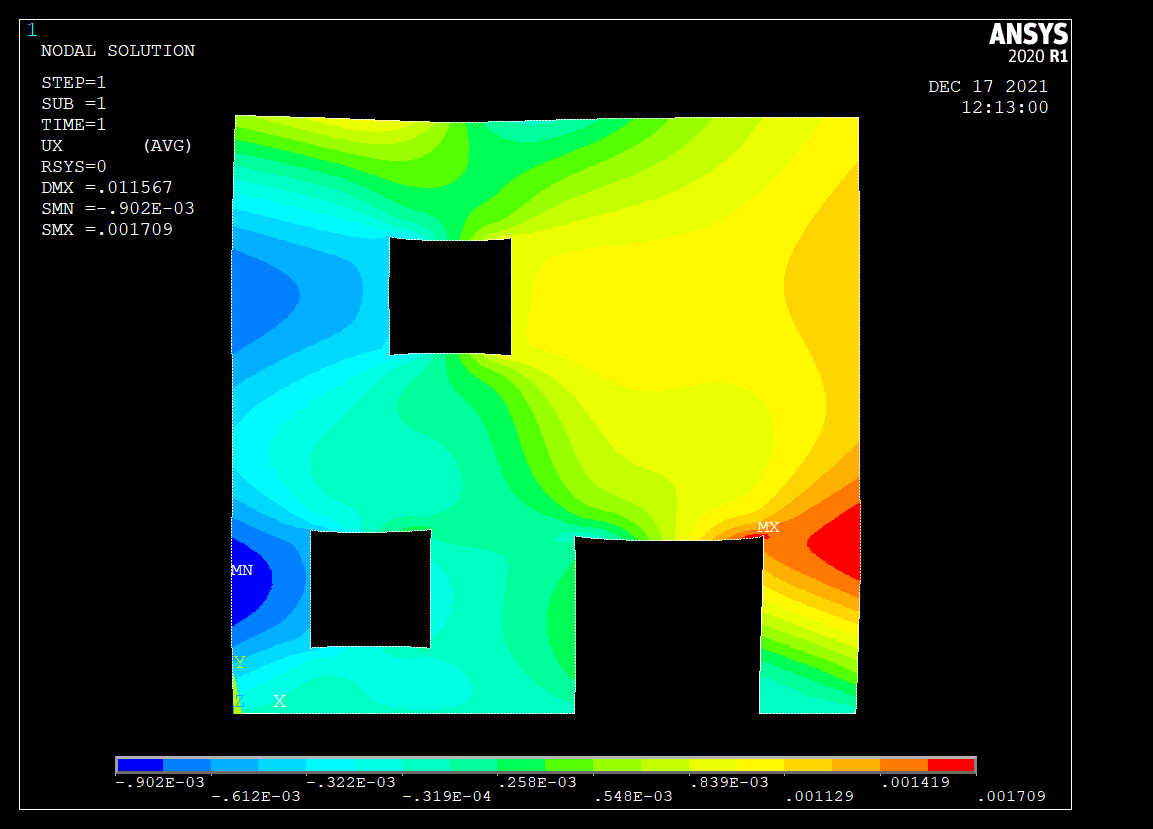 1
NODAL SOLUTION
STEP=1
SUB =1
TIME=1
UX (AVG)
RSYS=0
DMX =.011567
SMN =-.902E-03
SMX =.001709
ANSYS
2020 R1
DEC 17 2021
12:13:00
MX
MN
Y
Z X
-.902E-03 -.322E-03 .258E-03 .839E-03 .001419
-.612E-03 -.319E-04 .548E-03 .001129 .001709